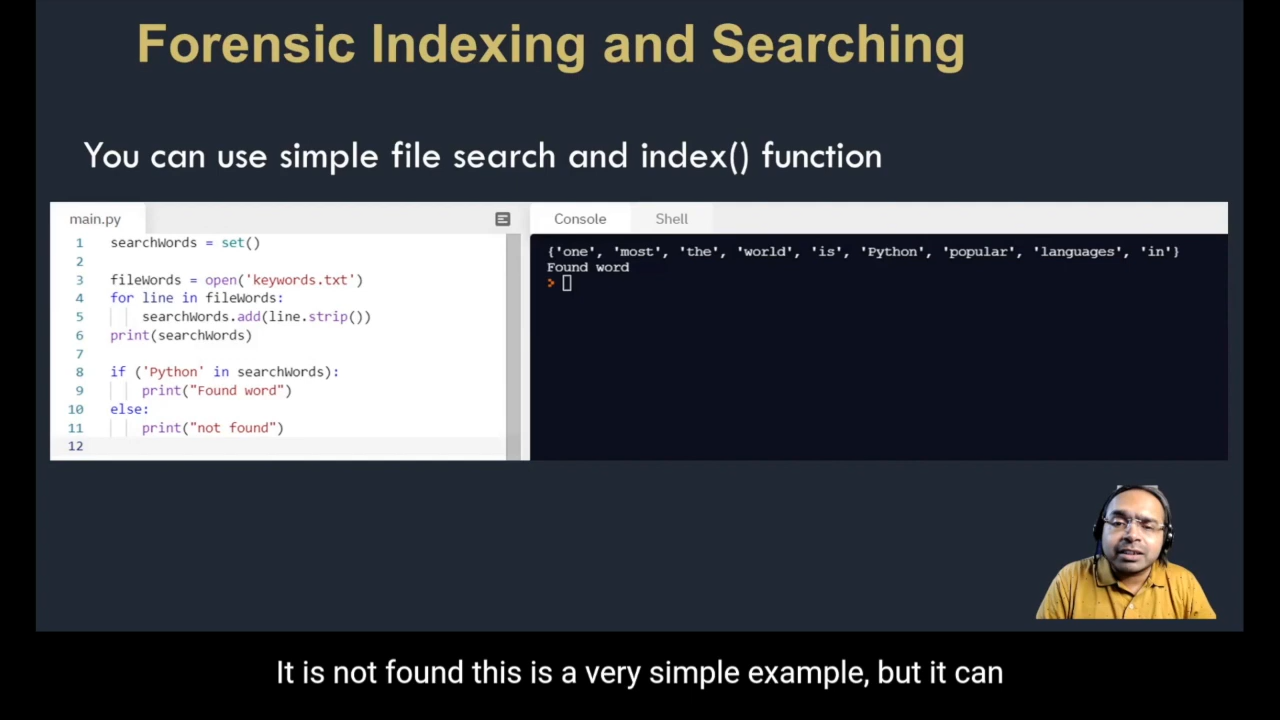 Forensic Indexing and Searching
You can use simple file search and index() function
main.py
1 searchWords = set()
2
3 fileWords = open('keywords.txt')
4 for line in fileWords:
5 searchWords.add(line.strip())
6 print(searchWords)
7
8 if ('Python' in searchWords):
9 print("Found word")
10 else:
11 print("not found")
12
Console Shell
{'one', 'most', 'the', 'world', 'is', 'Python', 'popular', 'languages', 'in'}
Found word
>
It is not found this is a very simple example, but it can